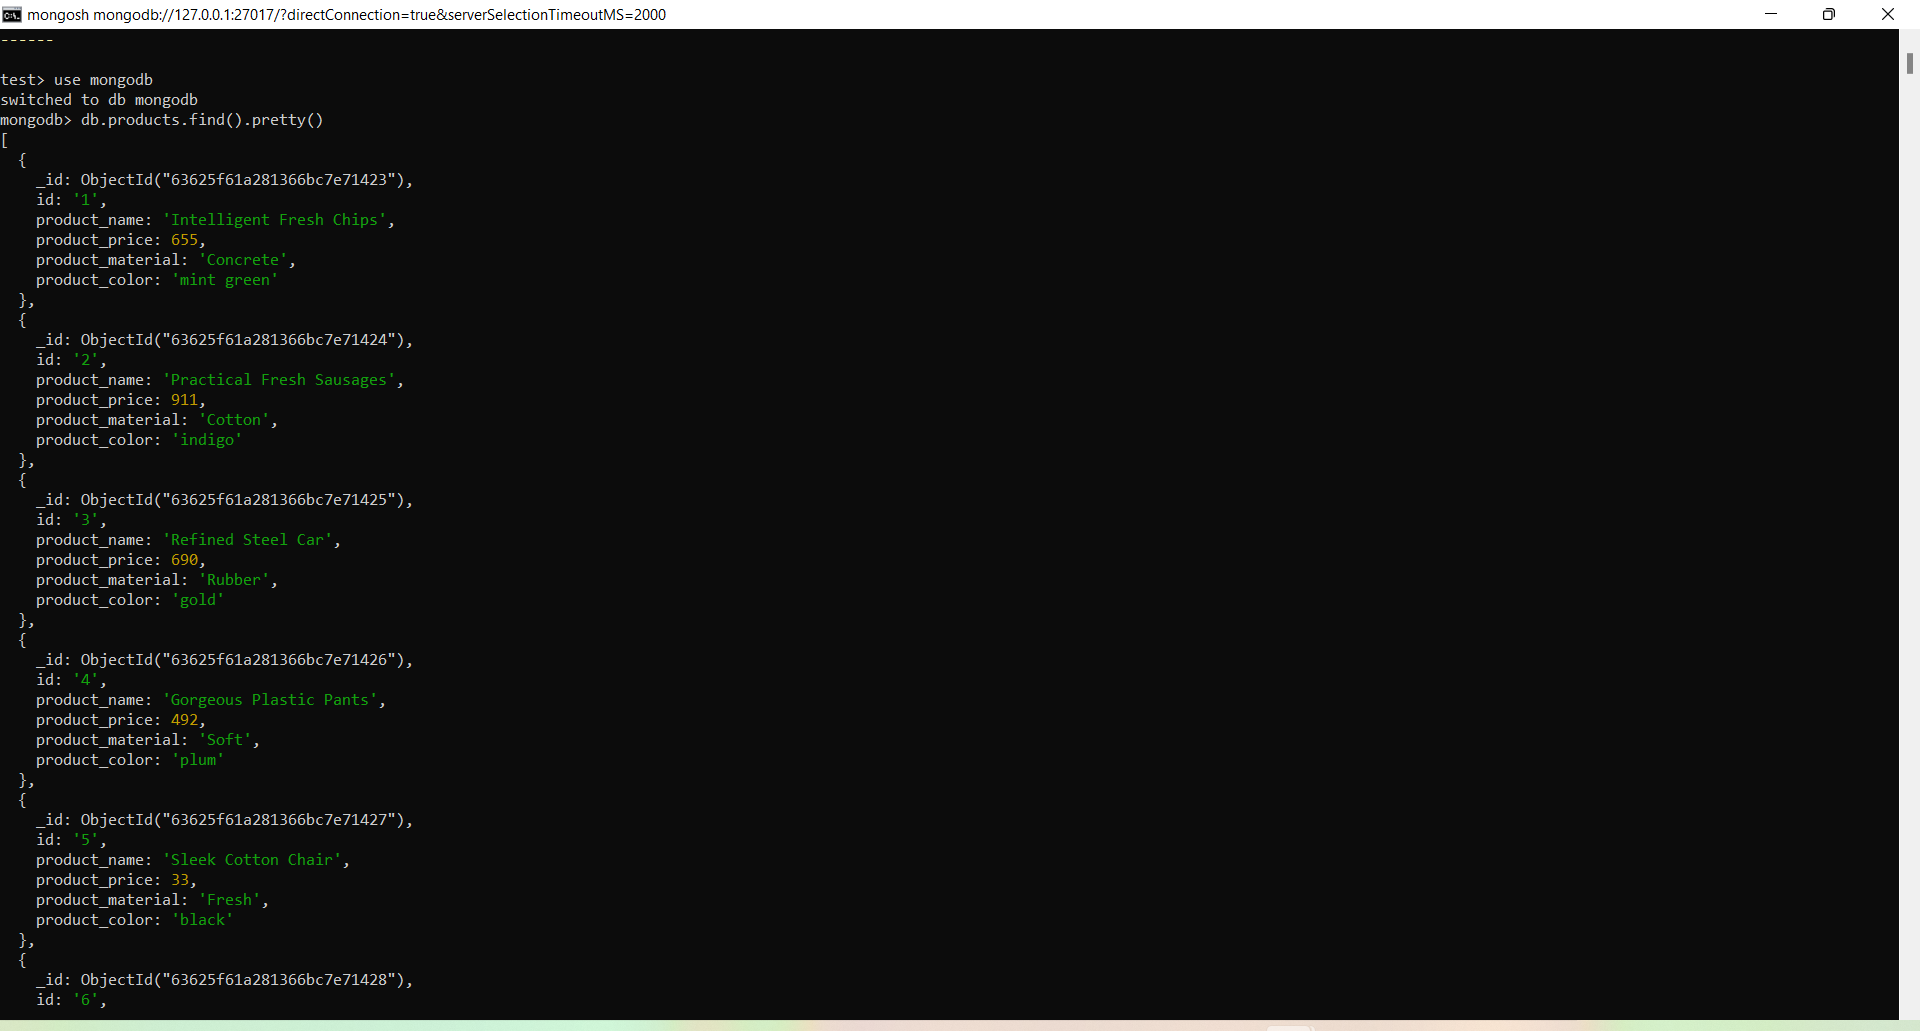 mongosh mongodb://127.0.0.1:27017/?directConnection=true&serverSelectionTimeoutMS=2000
------
test> use mongodb
switched to db mongodb
mongodb> db.products.find().pretty()
[
  {
    _id: ObjectId("63625f61a281366bc7e71423"),
    id: '1',
    product_name: 'Intelligent Fresh Chips',
    product_price: 655,
    product_material: 'Concrete',
    product_color: 'mint green'
  },
  {
    _id: ObjectId("63625f61a281366bc7e71424"),
    id: '2',
    product_name: 'Practical Fresh Sausages',
    product_price: 911,
    product_material: 'Cotton',
    product_color: 'indigo'
  },
  {
    _id: ObjectId("63625f61a281366bc7e71425"),
    id: '3',
    product_name: 'Refined Steel Car',
    product_price: 690,
    product_material: 'Rubber',
    product_color: 'gold'
  },
  {
    _id: ObjectId("63625f61a281366bc7e71426"),
    id: '4',
    product_name: 'Gorgeous Plastic Pants',
    product_price: 492,
    product_material: 'Soft',
    product_color: 'plum'
  },
  {
    _id: ObjectId("63625f61a281366bc7e71427"),
    id: '5',
    product_name: 'Sleek Cotton Chair',
    product_price: 33,
    product_material: 'Fresh',
    product_color: 'black'
  },
  {
    _id: ObjectId("63625f61a281366bc7e71428"),
    id: '6',